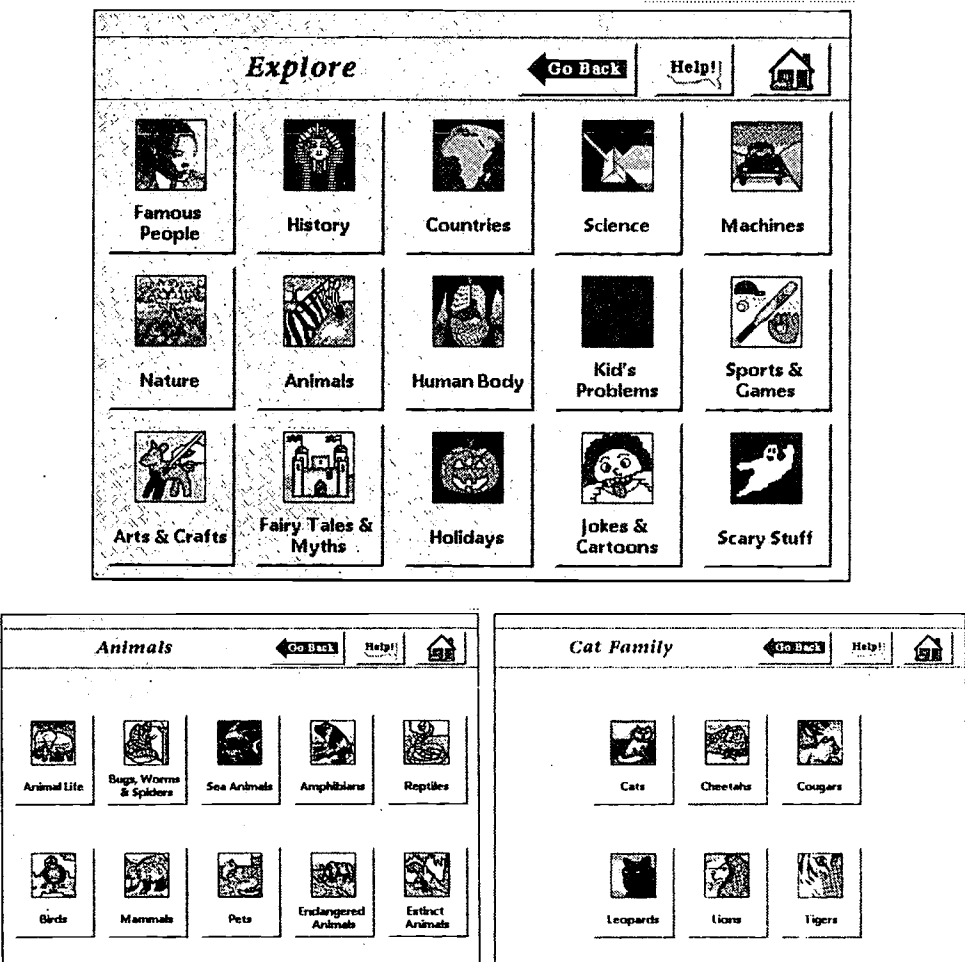 Explore
Go Back
Help!
Famous
People
History
Countries
Science
Machines
Nature
Animals
Human Body
Kid's
Problems
Sports &
Games
Arts & Crafts
Fairy Tales &
Myths
Holidays
Jokes &
Cartoons
Scary Stuff
Animals
Go Back
Help!
Animal Life
Bugs, Worms
& Spiders
Sea Animals
Amphibians
Reptiles
Birds
Mammals
Pets
Endangered
Animals
Extinct
Animals
Cat Family
Go Back
Help!
Cats
Cheetahs
Cougars
Leopards
Lions
Tigers